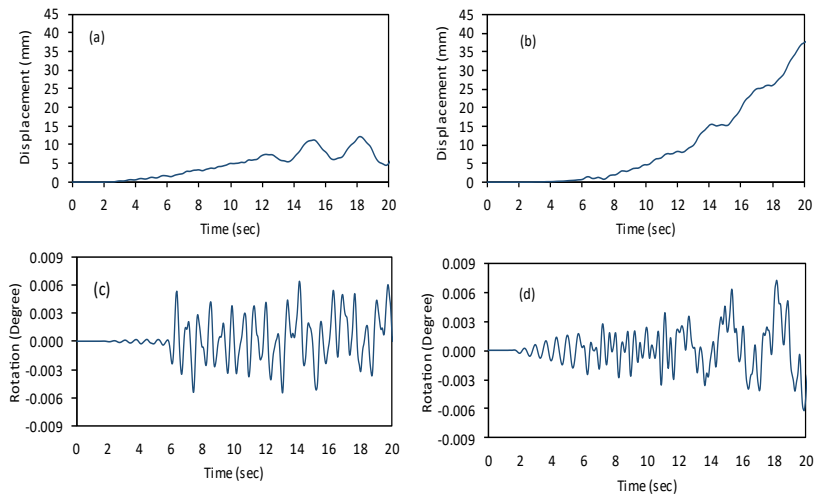 (a)
Displacement (mm)
45
40
35
30
25
20
15
10
5
0
0 2 4 6 8 10 12 14 16 18 20
Time (sec)
(b)
Displacement (mm)
45
40
35
30
25
20
15
10
5
0
0 2 4 6 8 10 12 14 16 18 20
Time (sec)
(c)
Rotation (Degree)
0.009
0.006
0.003
0.000
-0.003
-0.006
-0.009
0 2 4 6 8 10 12 14 16 18 20
Time (sec)
(d)
Rotation (Degree)
0.009
0.006
0.003
0.000
-0.003
-0.006
-0.009
0 2 4 6 8 10 12 14 16 18 20
Time (sec)